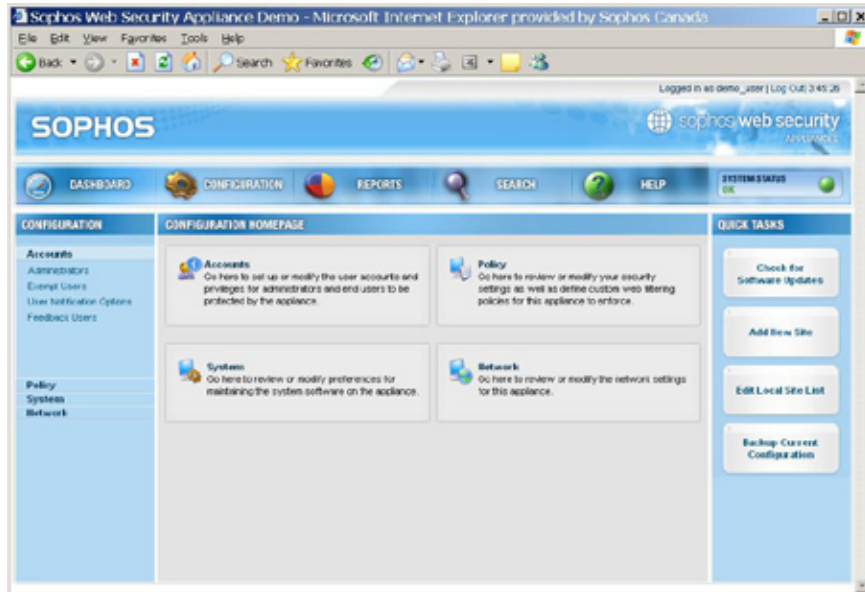 Sophos Web Security Appliance Demo - Microsoft Internet Explorer provided by Sophos Canada
File Edit View Favorites Tools Help
Back Search Favorites
Logged in as demo_user | Log Out | 3:45:26
SOPHOS
sophos web security
APPLIANCES
DASHBOARD CONFIGURATION REPORTS SEARCH HELP
SYSTEM STATUS
OK
CONFIGURATION
Accounts
Administrators
Exempt Users
User Notification Options
Feedback Users
Policy
System
Network
CONFIGURATION HOMEPAGE
Accounts
Go here to set up or modify the user accounts and
privileges for administrators and end users to be
protected by the appliance.
Policy
Go here to review or modify your security
settings as well as define custom web filtering
policies for this appliance to enforce.
System
Go here to review or modify preferences for
maintaining the system software on the appliance.
Network
Go here to review or modify the network settings
for this appliance.
QUICK TASKS
Check for
Software Updates
Add New Site
Edit Local Site List
Backup Current
Configuration